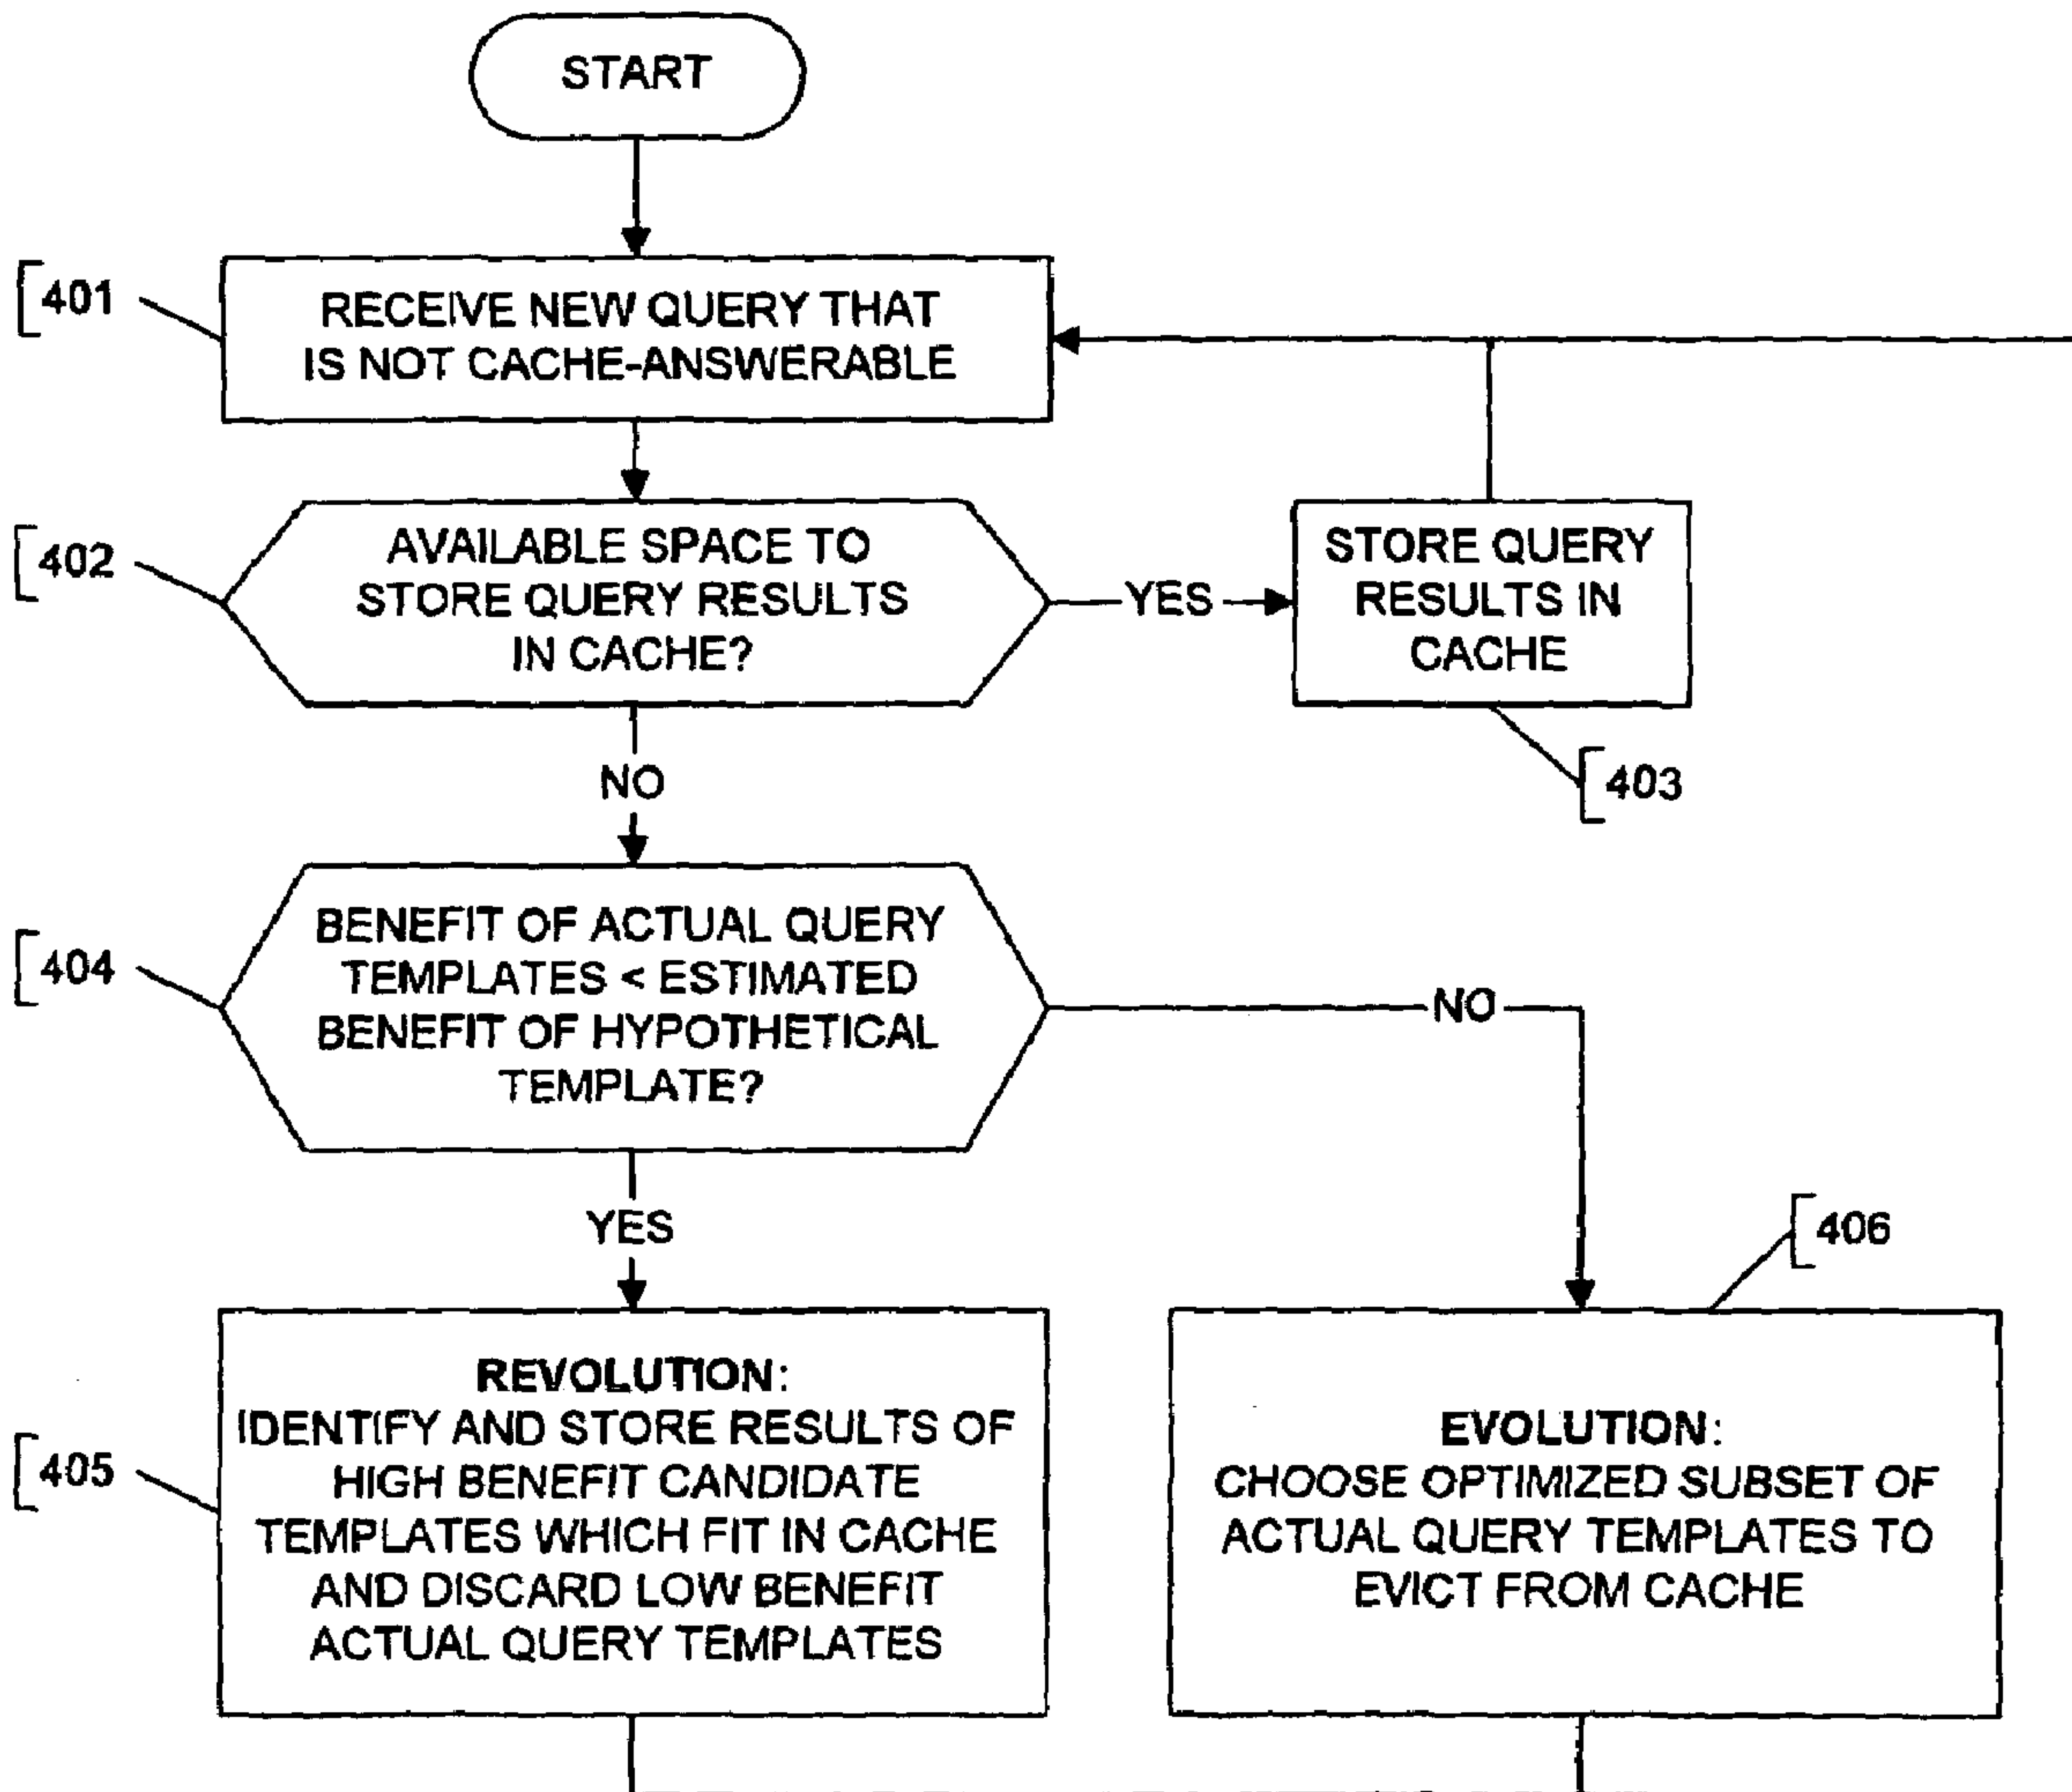 START
401
RECEIVE NEW QUERY THAT
IS NOT CACHE-ANSWERABLE
402
AVAILABLE SPACE TO
STORE QUERY RESULTS
IN CACHE?
YES
STORE QUERY
RESULTS IN
CACHE
403
NO
404
BENEFIT OF ACTUAL QUERY
TEMPLATES < ESTIMATED
BENEFIT OF HYPOTHETICAL
TEMPLATE?
NO
YES
405
REVOLUTION:
IDENTIFY AND STORE RESULTS OF
HIGH BENEFIT CANDIDATE
TEMPLATES WHICH FIT IN CACHE
AND DISCARD LOW BENEFIT
ACTUAL QUERY TEMPLATES
406
EVOLUTION:
CHOOSE OPTIMIZED SUBSET OF
ACTUAL QUERY TEMPLATES TO
EVICT FROM CACHE